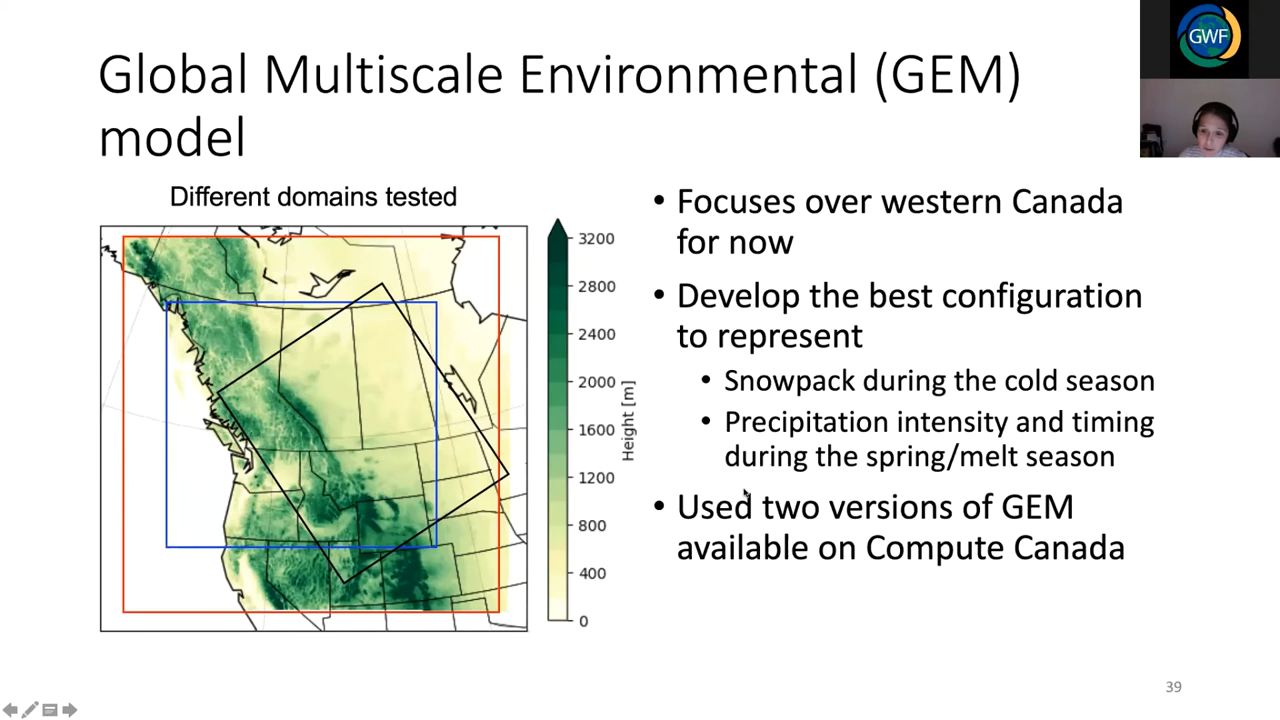 Global Multiscale Environmental (GEM)
model
GWF
Different domains tested
3200
2800
2400
2000
1600
1200
800
400
0
Height [m]
• Focuses over western Canada
for now
• Develop the best configuration
to represent
• Snowpack during the cold season
• Precipitation intensity and timing
during the spring/melt season
• Used two versions of GEM
available on Compute Canada
39